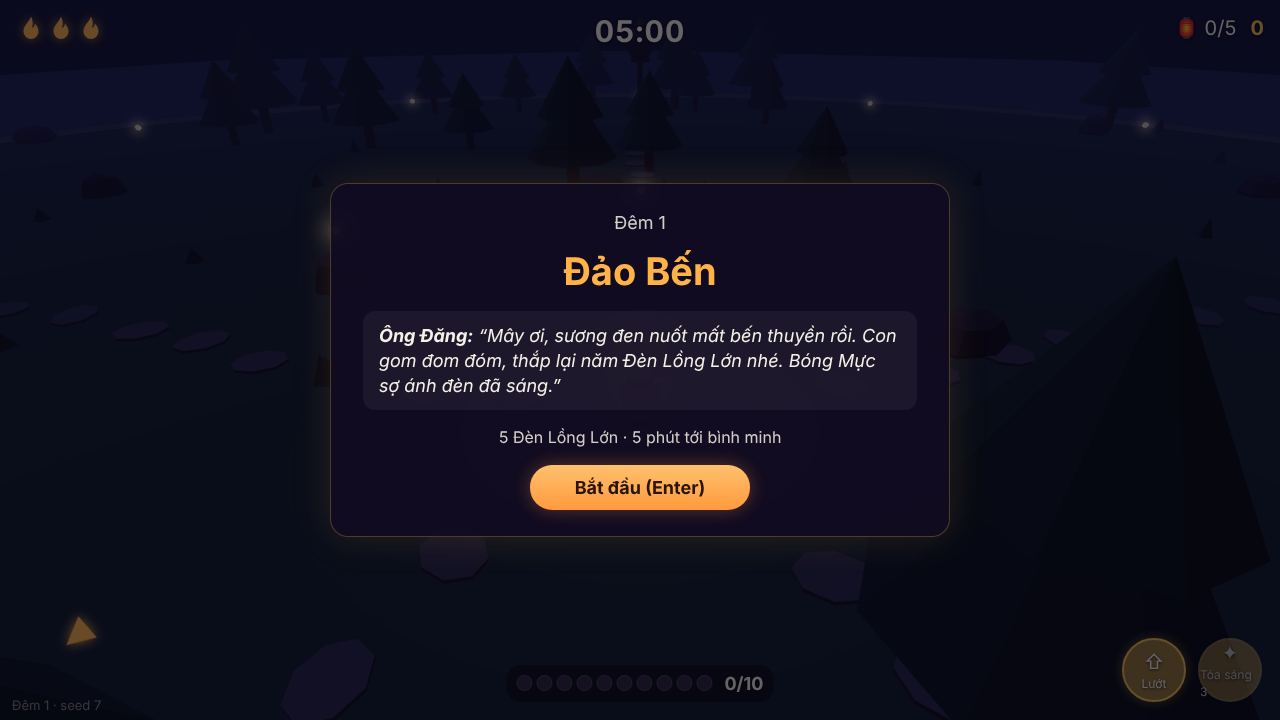 05:00
0/5 0
Đêm 1
Đảo Bến
Ông Đăng: “Mây ơi, sương đen nuốt mất bến thuyền rồi. Con
gom đom đóm, thắp lại năm Đèn Lồng Lớn nhé. Bóng Mực
sợ ánh đèn đã sáng.”
5 Đèn Lồng Lớn · 5 phút tới bình minh
Bắt đầu (Enter)
0/10
Lướt
Tỏa sáng
3
Đêm 1 · seed 7